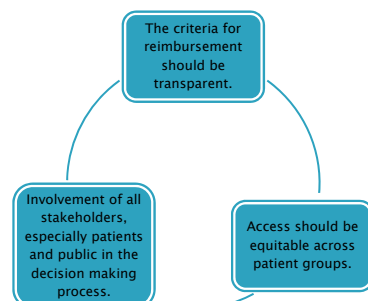 The criteria for
reimbursement
should be
transparent.
Involvement of all
stakeholders,
especially patients
and public in the
decision making
process.
Access should be
equitable across
patient groups.